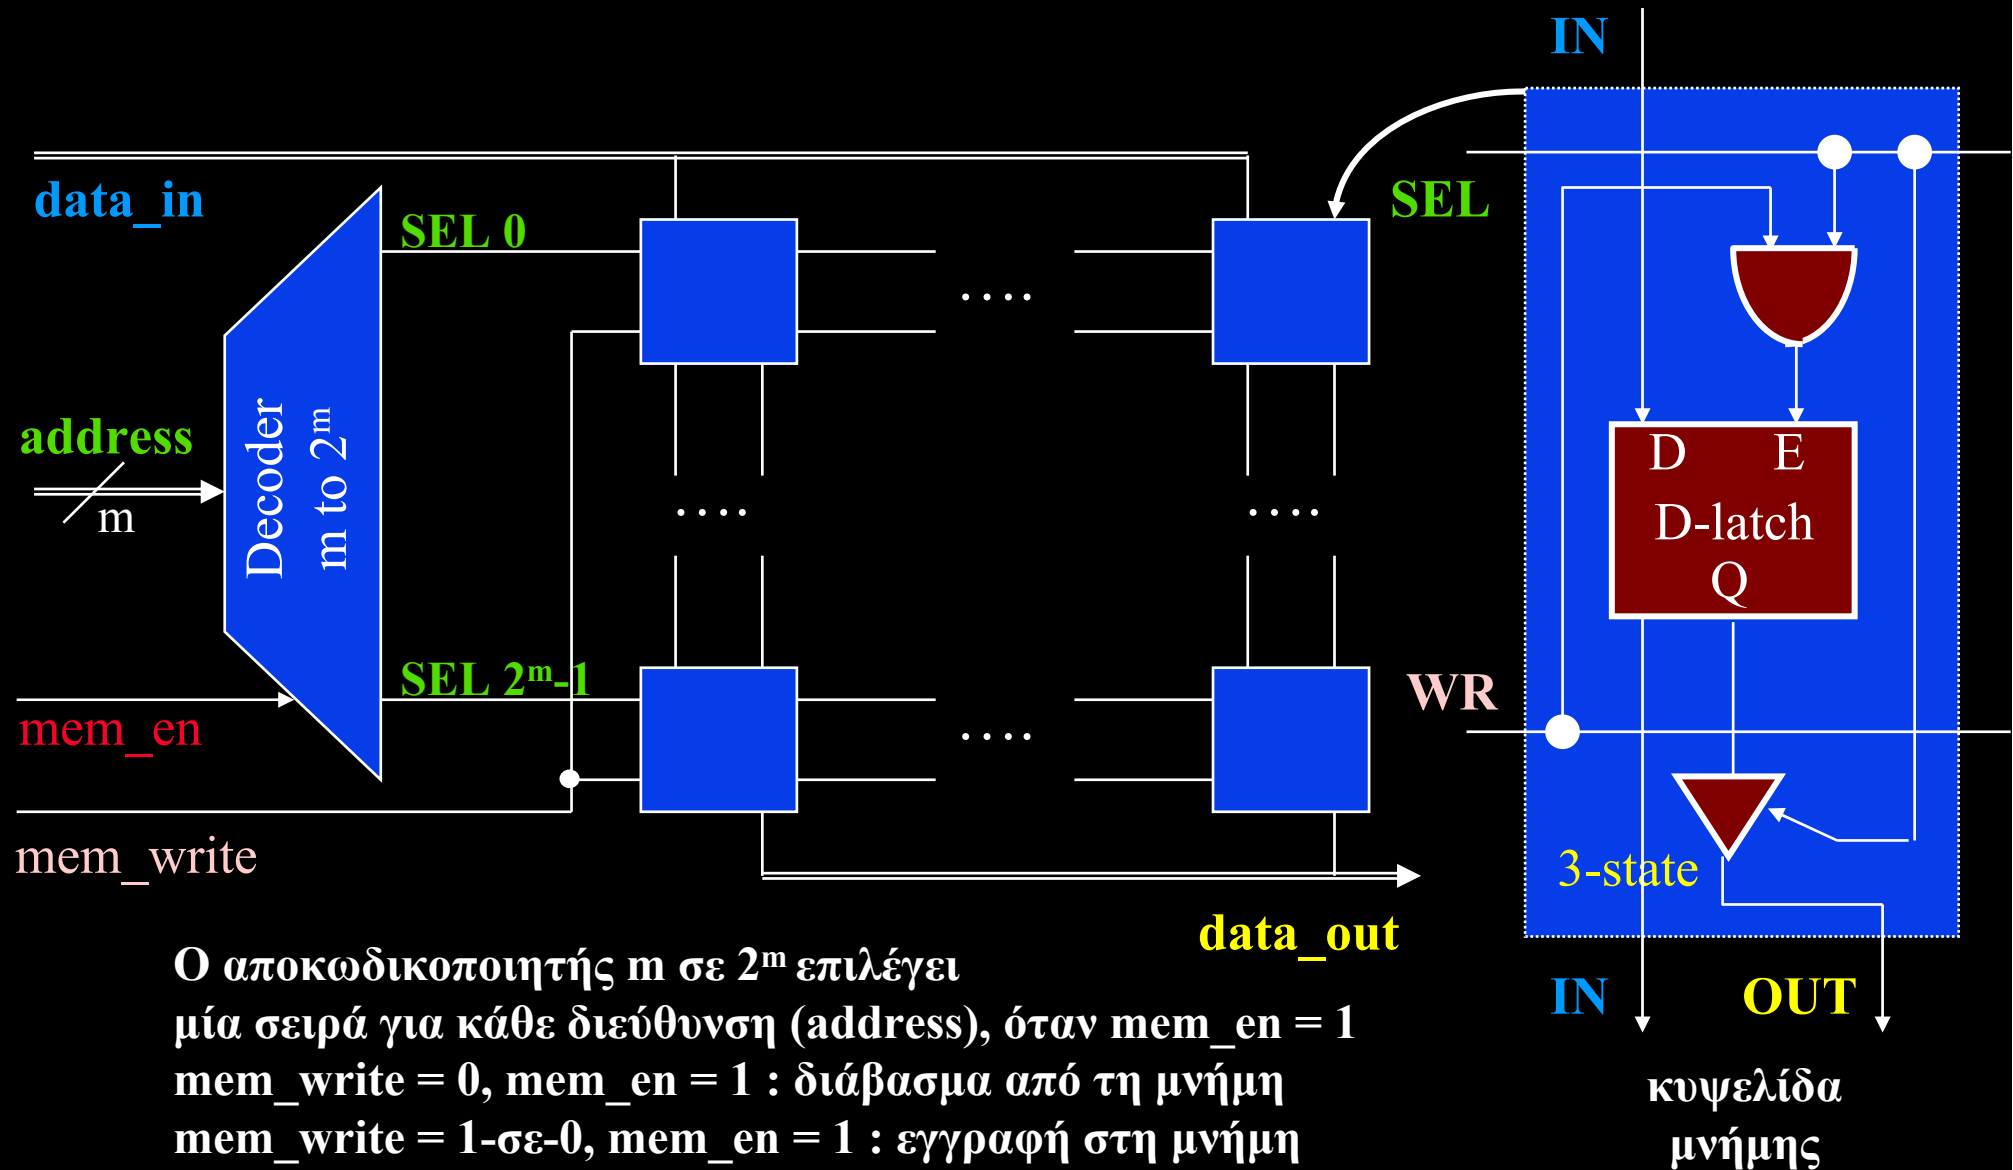 IN
data_in
SEL 0
SEL
address
m
Decoder
m to 2ᵐ
D E
D-latch
Q
SEL 2ᵐ-1
WR
mem_en
mem_write
3-state
data_out
IN
OUT
....
....
....
....
Ο αποκωδικοποιητής m σε 2ᵐ επιλέγει
μία σειρά για κάθε διεύθυνση (address), όταν mem_en = 1
mem_write = 0, mem_en = 1 : διάβασμα από τη μνήμη
mem_write = 1-σε-0, mem_en = 1 : εγγραφή στη μνήμη
κυψελίδα
μνήμης